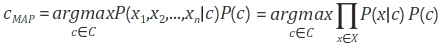 c_MAP = argmax_{c∈C} P(x_1,x_2,...,x_n|c)P(c) = argmax_{c∈C} ∏_{x∈X} P(x|c) P(c)